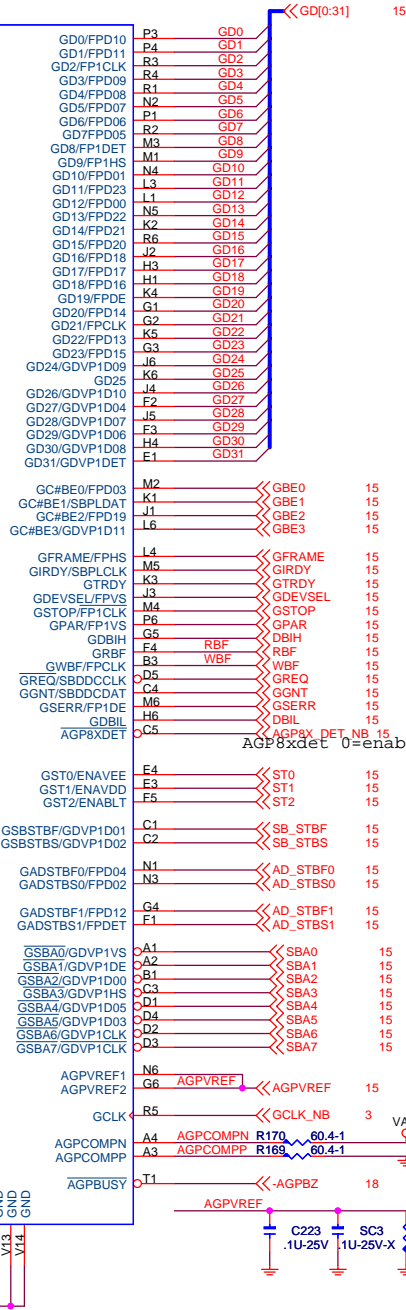 GD[0:31] 15
GD0/FPD10 P3 GD0
GD1/FPD11 P4 GD1
GD2/FP1CLK R3 GD2
GD3/FPD09 R4 GD3
GD4/FPD08 R1 GD4
GD5/FPD07 N2 GD5
GD6/FPD06 P1 GD6
GD7FPD05 R2 GD7
GD8/FP1DET M3 GD8
GD9/FP1HS M1 GD9
GD10/FPD01 N4 GD10
GD11/FPD23 L3 GD11
GD12/FPD00 L1 GD12
GD13/FPD22 N5 GD13
GD14/FPD21 K2 GD14
GD15/FPD20 R6 GD15
GD16/FPD18 J2 GD16
GD17/FPD17 H3 GD17
GD18/FPD16 H1 GD18
GD19/FPDE K4 GD19
GD20/FPD14 G1 GD20
GD21/FPCLK G2 GD21
GD22/FPD13 K5 GD22
GD23/FPD15 G3 GD23
GD24/GDVP1D09 J6 GD24
GD25 K6 GD25
GD26/GDVP1D10 J4 GD26
GD27/GDVP1D04 F2 GD27
GD28/GDVP1D07 J5 GD28
GD29/GDVP1D06 F3 GD29
GD30/GDVP1D08 H4 GD30
GD31/GDVP1DET E1 GD31
GC#BE0/FPD03 M2 GBE0 15
GC#BE1/SBPLDAT K1 GBE1 15
GC#BE2/FPD19 J1 GBE2 15
GC#BE3/GDVP1D11 L6 GBE3 15
GFRAME/FPHS L4 GFRAME 15
GIRDY/SBPLCLK M5 GIRDY 15
GTRDY K3 GTRDY 15
GDEVSEL/FPVS J3 GDEVSEL 15
GSTOP/FP1CLK M4 GSTOP 15
GPAR/FP1VS P6 GPAR 15
GDBIH G5 DBIH 15
GRBF F4 RBF RBF 15
GWBF/FPCLK B3 WBF WBF 15
GREQ/SBDDCCLK D5 GREQ 15
GGNT/SBDDCDAT C4 GGNT 15
GSERR/FP1DE M6 GSERR 15
GDBIL H6 DBIL 15
AGP8XDET C5 AGP8X_DET_NB 15
AGP8xdet 0=enab
GST0/ENAVEE E4 ST0 15
GST1/ENAVDD E3 ST1 15
GST2/ENABLT F5 ST2 15
GSBSTBF/GDVP1D01 C1 SB_STBF 15
GSBSTBS/GDVP1D02 C2 SB_STBS 15
GADSTBF0/FPD04 N1 AD_STBF0 15
GADSTBS0/FPD02 N3 AD_STBS0 15
GADSTBF1/FPD12 G4 AD_STBF1 15
GADSTBS1/FPDET F1 AD_STBS1 15
GSBA0/GDVP1VS A1 SBA0 15
GSBA1/GDVP1DE A2 SBA1 15
GSBA2/GDVP1D00 B1 SBA2 15
GSBA3/GDVP1HS C3 SBA3 15
GSBA4/GDVP1D05 D1 SBA4 15
GSBA5/GDVP1D03 D4 SBA5 15
GSBA6/GDVP1CLK D2 SBA6 15
GSBA7/GDVP1CLK D3 SBA7 15
AGPVREF1 N6
AGPVREF2 G6 AGPVREF AGPVREF 15
GCLK R5 GCLK_NB 3
VA
AGPCOMPN A4 AGPCOMPN R170 60.4-1
AGPCOMPP A3 AGPCOMPP R169 60.4-1
AGPBUSY T1 -AGPBZ 18
AGPVREF
GND GND GND
V13 V14
C223 SC3
.1U-25V .1U-25V-X